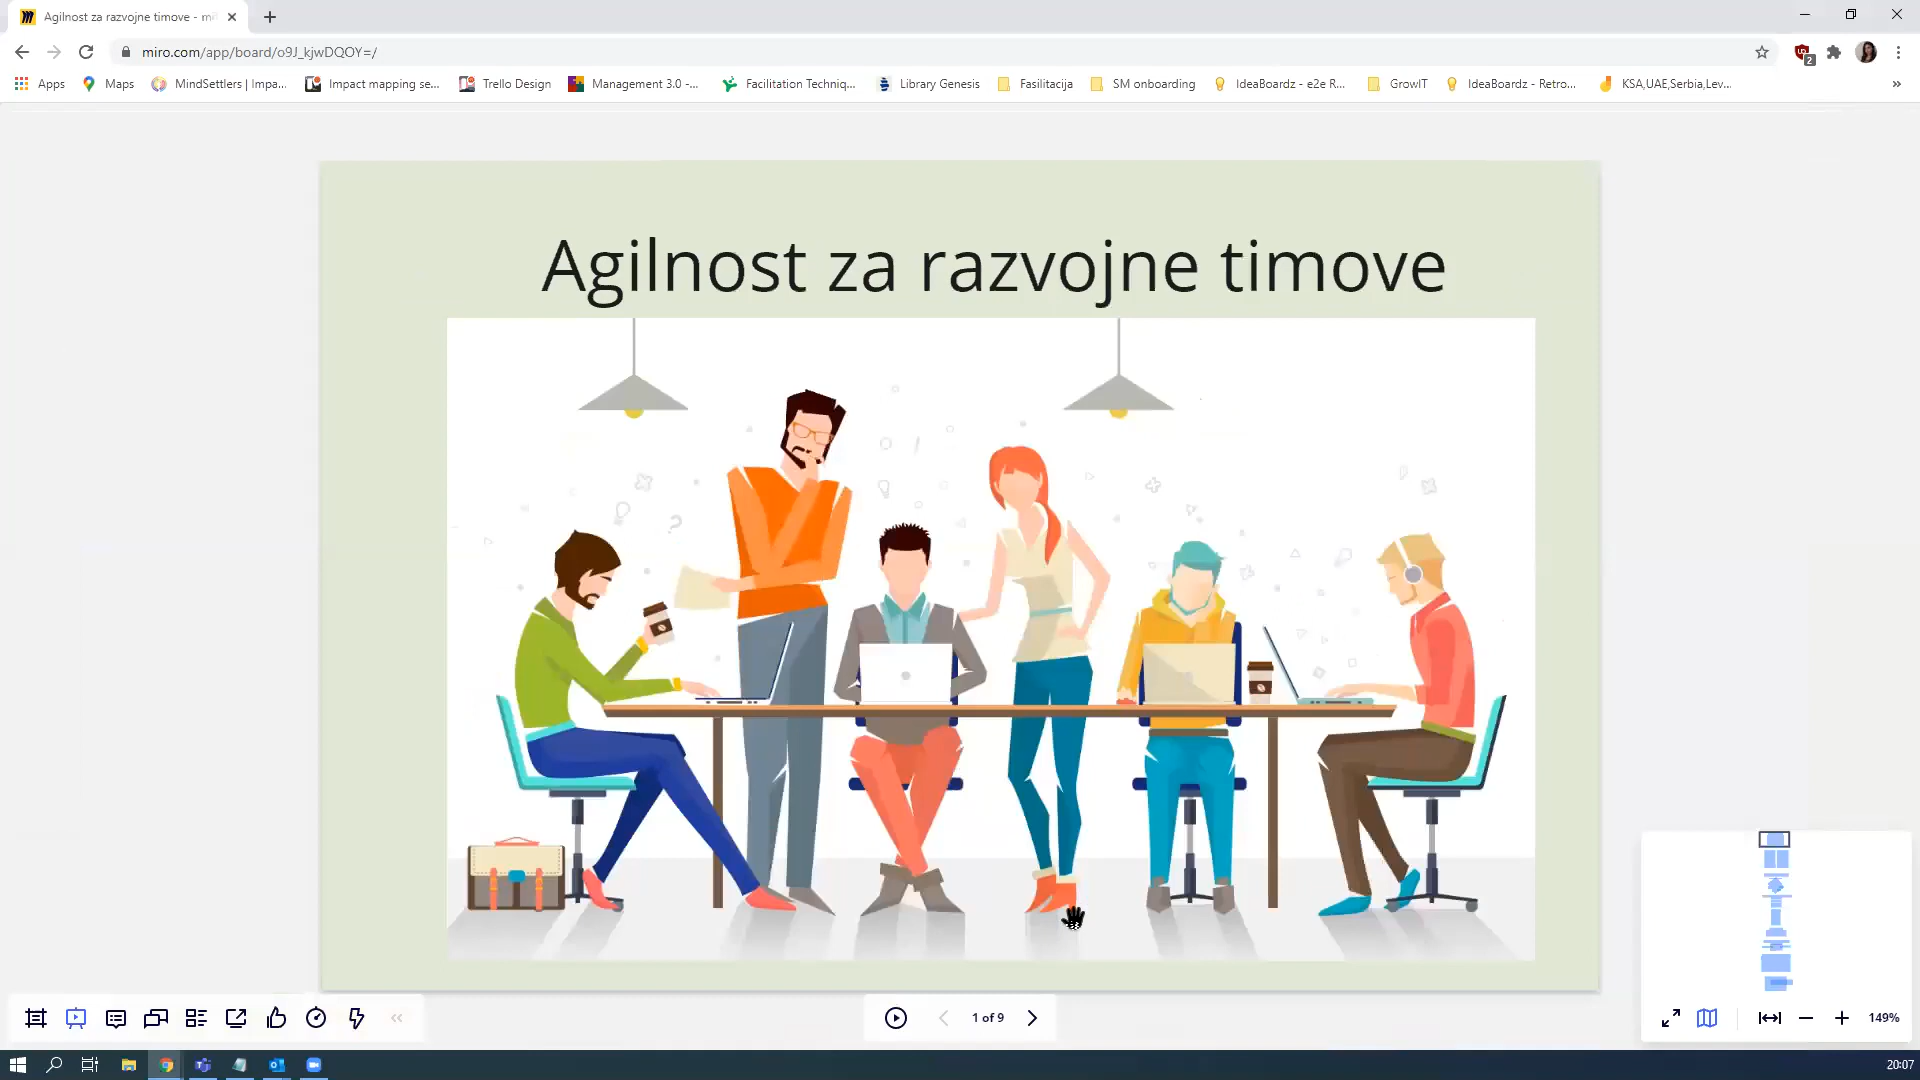 Agilnost za razvojne timove - mi
miro.com/app/board/o9J_kjwDQOY=/
2
Apps Maps MindSettlers | Impa... Impact mapping se... Trello Design Management 3.0 -... Facilitation Techniq... Library Genesis Fasilitacija SM onboarding IdeaBoardz - e2e R... GrowIT IdeaBoardz - Retro... KSA,UAE,Serbia,Lev...
Agilnost za razvojne timove
1 of 9
149%
20:07